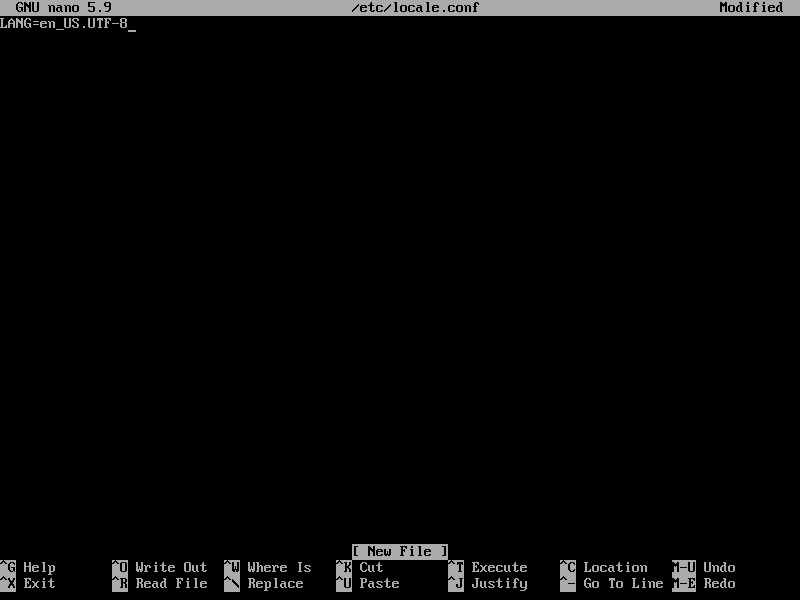 GNU nano 5.9 /etc/locale.conf Modified
LANG=en_US.UTF-8_
[ New File ]
^G Help ^O Write Out ^W Where Is ^K Cut ^T Execute ^C Location M-U Undo
^X Exit ^R Read File ^\ Replace ^U Paste ^J Justify ^- Go To Line M-E Redo